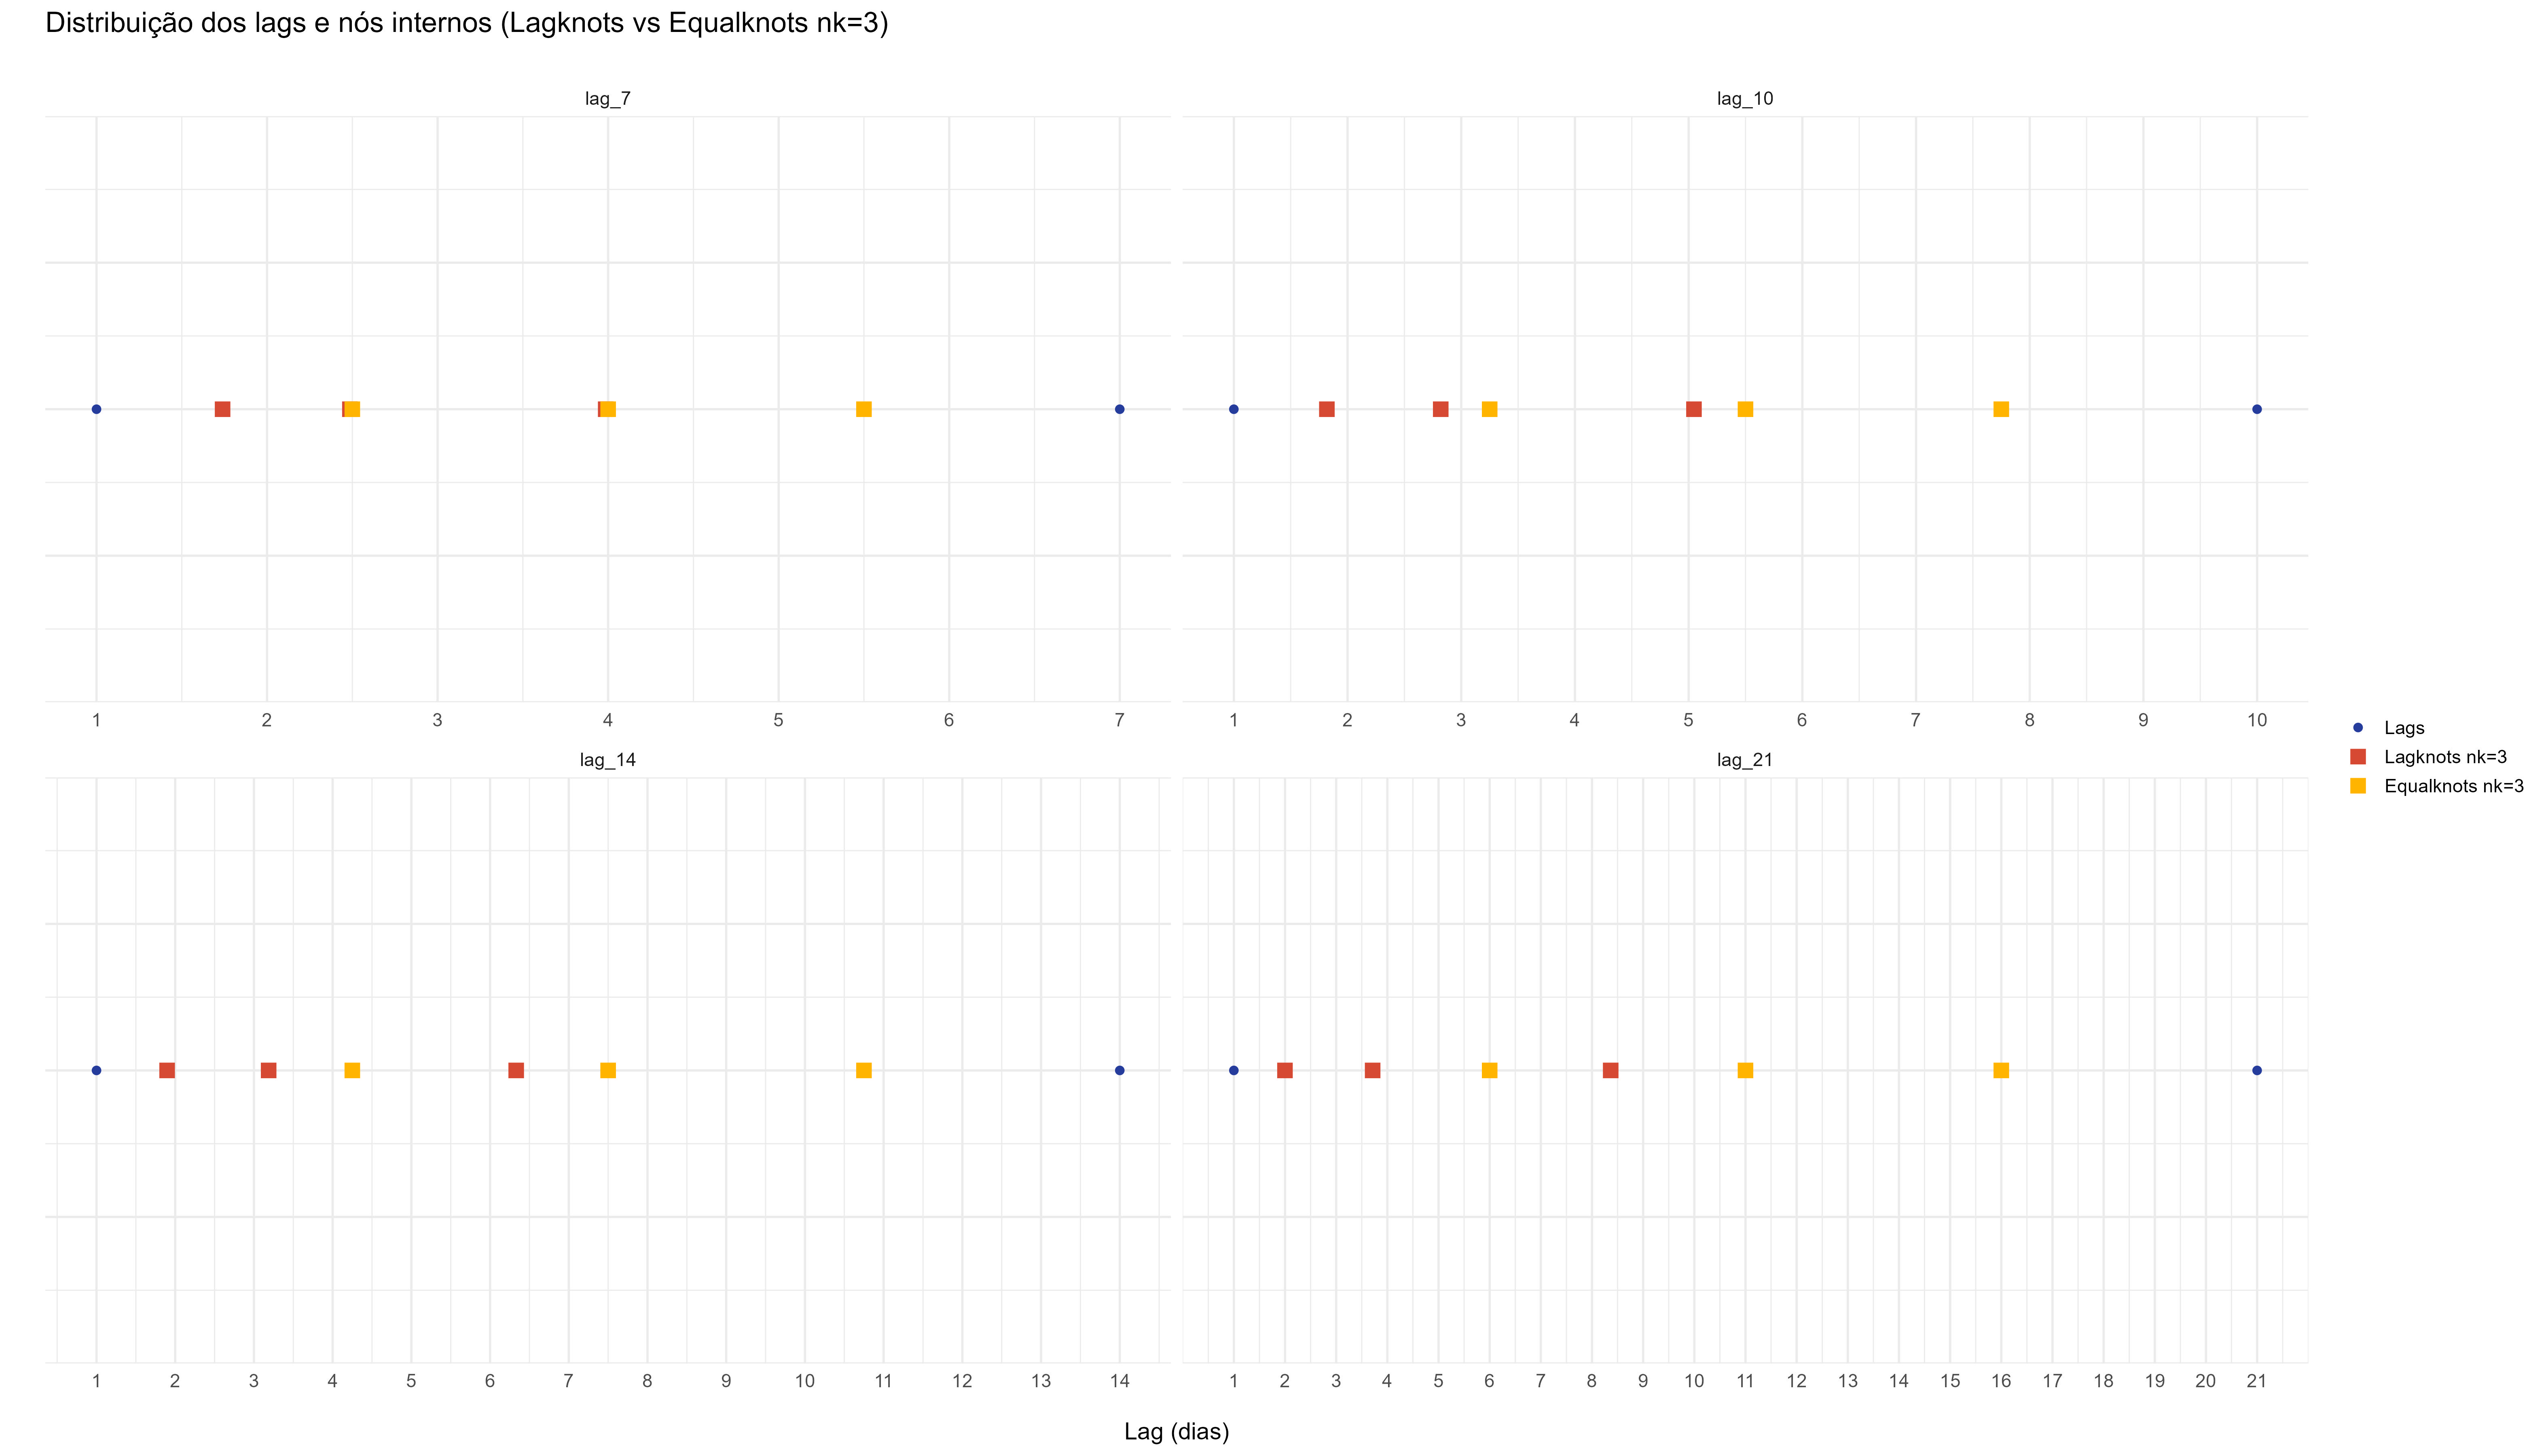 Distribuição dos lags e nós internos (Lagknots vs Equalknots nk=3)
lag_7
lag_10
1 2 3 4 5 6 7
1 2 3 4 5 6 7 8 9 10
Lags
Lagknots nk=3
Equalknots nk=3
lag_14
lag_21
1 2 3 4 5 6 7 8 9 10 11 12 13 14
1 2 3 4 5 6 7 8 9 10 11 12 13 14 15 16 17 18 19 20 21
Lag (dias)